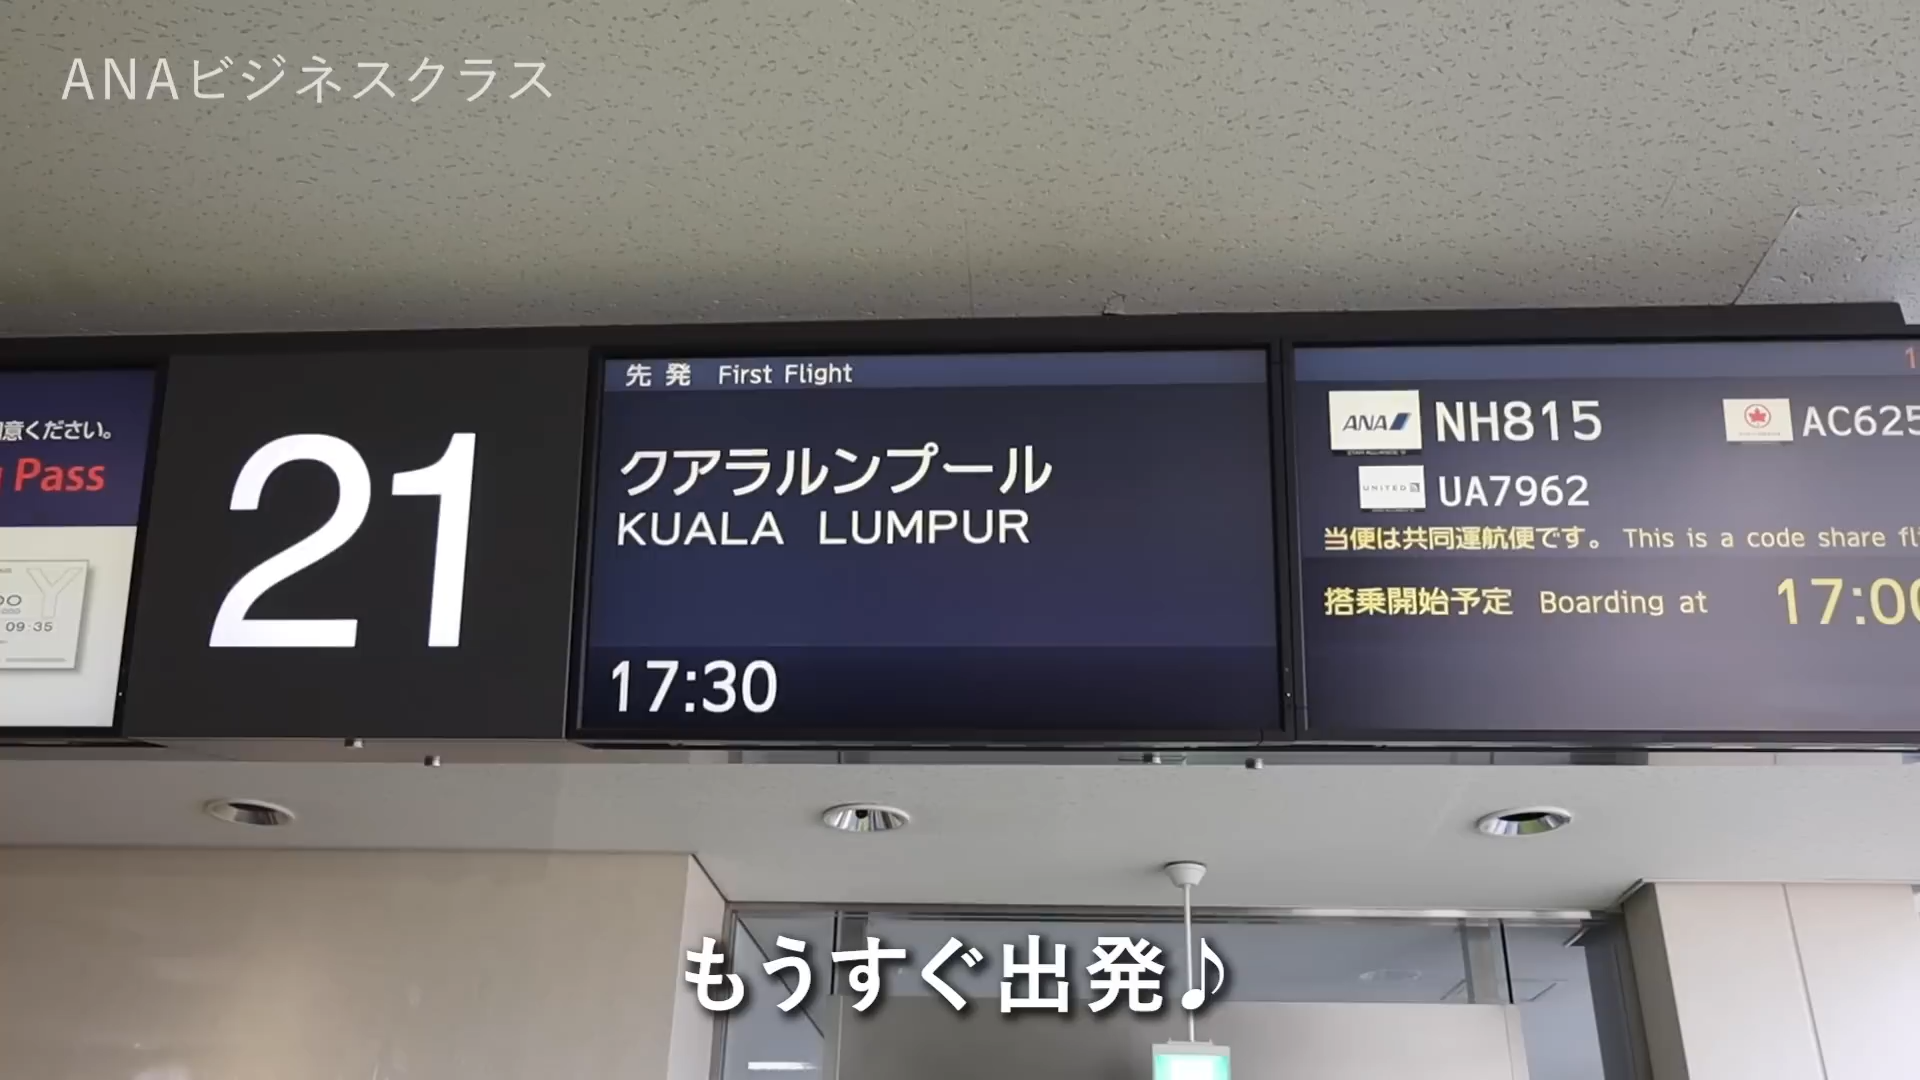 ANAビジネスクラス
意ください。
Pass
09:35
21
先発 First Flight
クアラルンプール
KUALA LUMPUR
17:30
ANA NH815
AC625
UNITED UA7962
当便は共同運航便です。 This is a code share
搭乗開始予定 Boarding at 17:00
もうすぐ出発♪